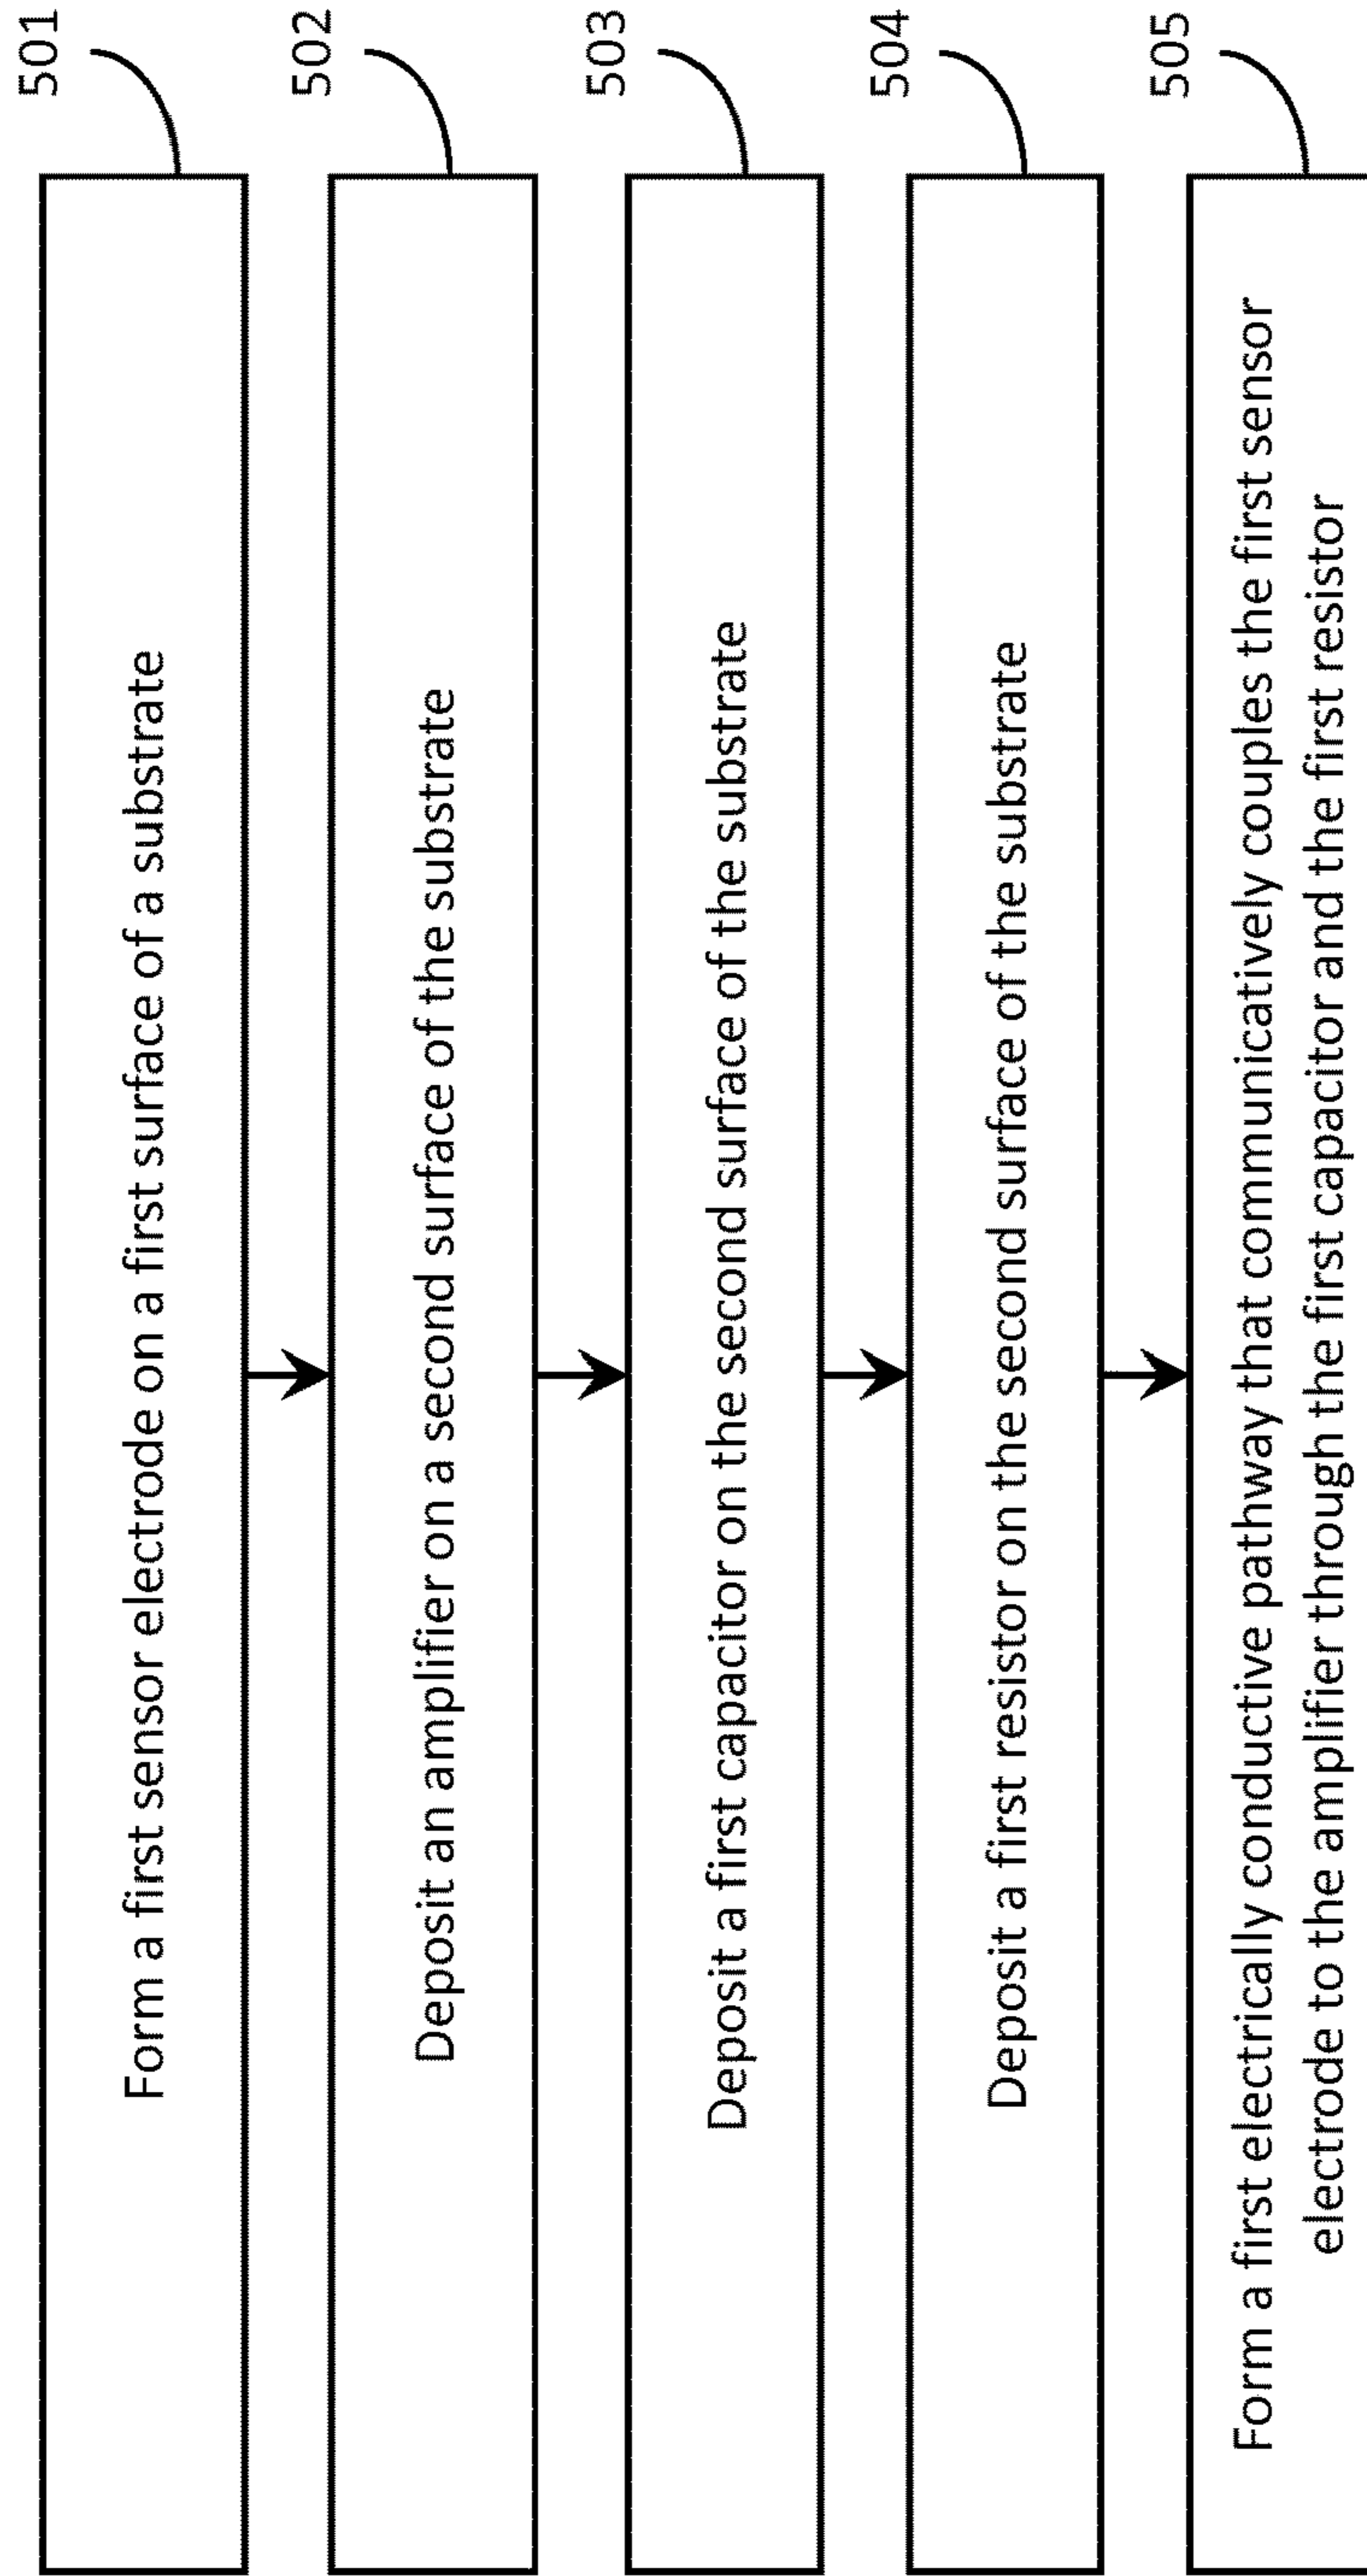 501
Form a first sensor electrode on a first surface of a substrate
502
Deposit an amplifier on a second surface of the substrate
503
Deposit a first capacitor on the second surface of the substrate
504
Deposit a first resistor on the second surface of the substrate
505
Form a first electrically conductive pathway that communicatively couples the first sensor
electrode to the amplifier through the first capacitor and the first resistor